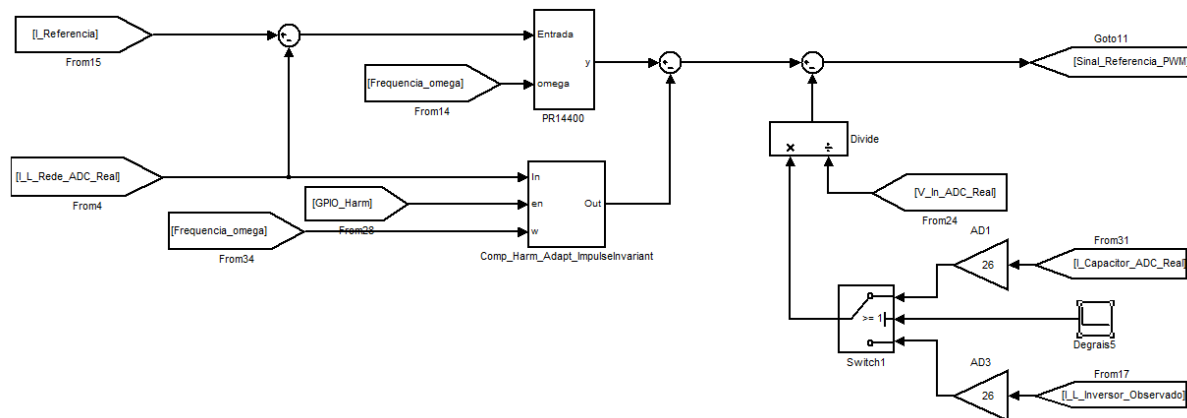 [I_Referencia]
From15
Entrada
y
omega
PR14400
[Frequencia_omega]
From14
Goto11
[Sinal_Referencia_PWM]
Divide
[V_In_ADC_Real]
From24
[I_L_Rede_ADC_Real]
From4
[GPIO_Harm]
From28
[Frequencia_omega]
From34
In
en
w
Out
Comp_Harm_Adapt_ImpulseInvariant
AD1
26
From31
[I_Capacitor_ADC_Real]
>= 1
Switch1
Degrais5
AD3
26
From17
[I_L_Inversor_Observado]